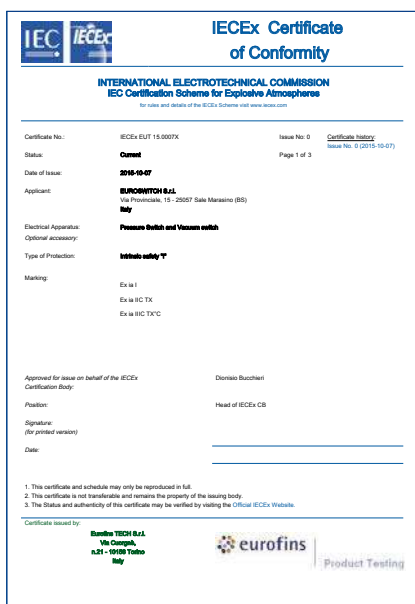 IEC IECEx
IECEx Certificate
of Conformity
INTERNATIONAL ELECTROTECHNICAL COMMISSION
IEC Certification Scheme for Explosive Atmospheres
for rules and details of the IECEx Scheme visit www.iecex.com
Certificate No.: IECEx EUT 15.0007X Issue No: 0 Certificate history:
Issue No. 0 (2015-10-07)
Status: Current Page 1 of 3
Date of Issue: 2015-10-07
Applicant: EUROSWITCH S.r.l.
Via Provinciale, 15 - 25057 Sale Marasino (BS)
Italy
Electrical Apparatus: Pressure Switch and Vacuum switch
Optional accessory:
Type of Protection: Intrinsic safety "i"
Marking:
Ex ia I
Ex ia IIC TX
Ex ia IIIC TX°C
Approved for issue on behalf of the IECEx Dionisio Bucchieri
Certification Body:
Position: Head of IECEx CB
Signature:
(for printed version)
Date:
1. This certificate and schedule may only be reproduced in full.
2. This certificate is not transferable and remains the property of the issuing body.
3. The Status and authenticity of this certificate may be verified by visiting the Official IECEx Website.
Certificate issued by:
Eurofins TECH S.r.l.
Via Cuorgnè,
n.21 - 10156 Torino
Italy
eurofins
Product Testing